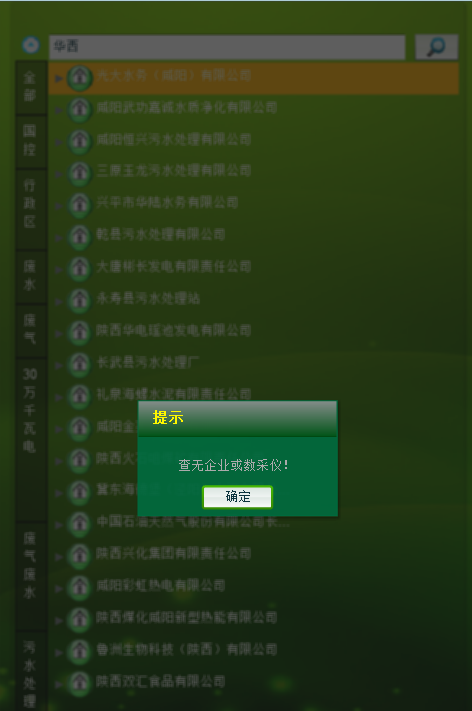 华西
全部
国控
行政区
废水
废气
30万千瓦电
废气废水
污水处理
光大水务（咸阳）有限公司
咸阳武功嘉诚水质净化有限公司
咸阳恒兴污水处理有限公司
三原玉龙污水处理有限公司
兴平市华陆水务有限公司
乾县污水处理有限公司
大唐彬长发电有限责任公司
永寿县污水处理站
陕西华电瑶池发电有限公司
长武县污水处理厂
礼泉海螺水泥有限责任公司
咸阳金
陕西火
冀东海
中国石油天然气股份有限公司长...
陕西兴化集团有限责任公司
咸阳彩虹热电有限公司
陕西煤化咸阳新型热能有限公司
鲁洲生物科技（陕西）有限公司
陕西双汇食品有限公司
提示
查无企业或数采仪！
确定